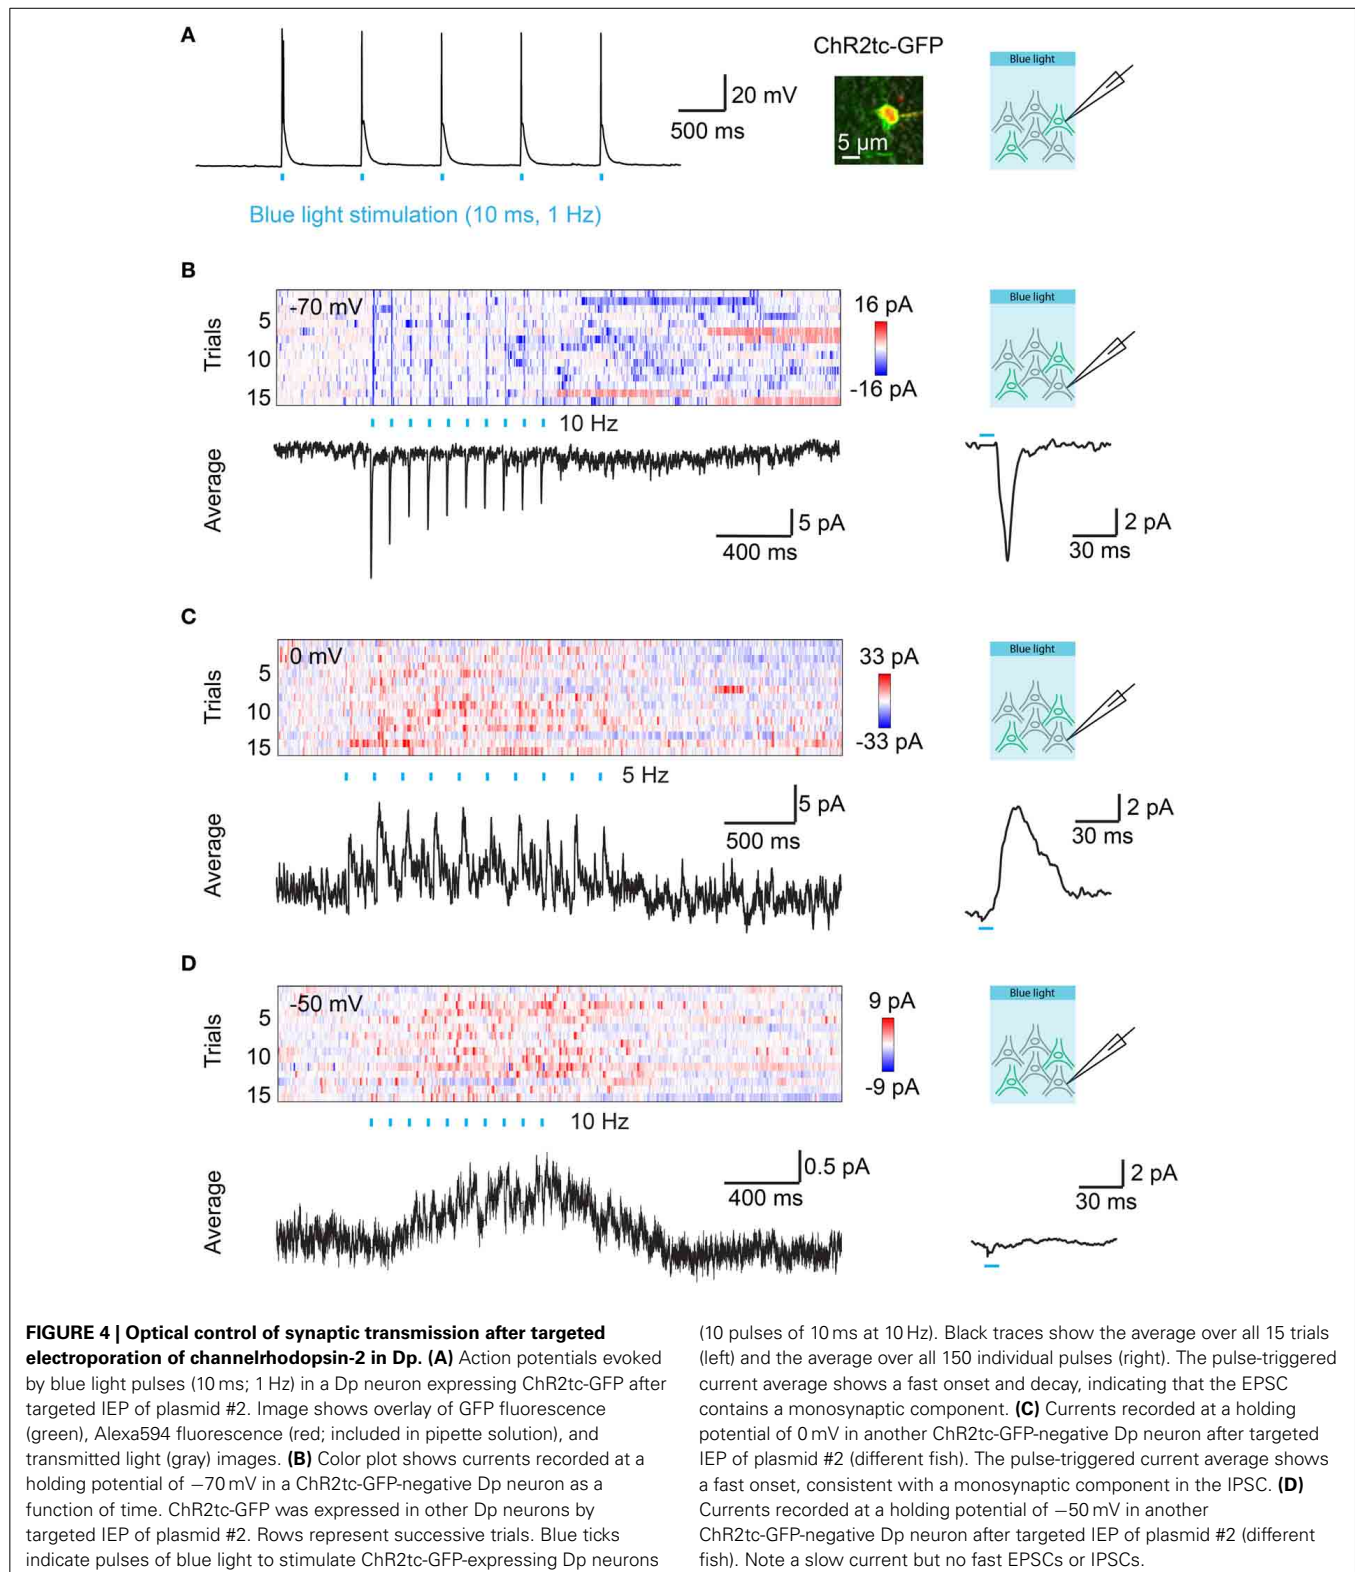 A
20 mV
500 ms
Blue light stimulation (10 ms, 1 Hz)
ChR2tc-GFP
5 µm
Blue light
B
Trials
-70 mV
5
10
15
16 pA
-16 pA
10 Hz
Average
5 pA
400 ms
Blue light
2 pA
30 ms
C
Trials
0 mV
5
10
15
33 pA
-33 pA
5 Hz
Average
5 pA
500 ms
Blue light
2 pA
30 ms
D
Trials
-50 mV
5
10
15
9 pA
-9 pA
10 Hz
Average
0.5 pA
400 ms
Blue light
2 pA
30 ms
FIGURE 4 | Optical control of synaptic transmission after targeted
electroporation of channelrhodopsin-2 in Dp. (A) Action potentials evoked
by blue light pulses (10 ms; 1 Hz) in a Dp neuron expressing ChR2tc-GFP after
targeted IEP of plasmid #2. Image shows overlay of GFP fluorescence
(green), Alexa594 fluorescence (red; included in pipette solution), and
transmitted light (gray) images. (B) Color plot shows currents recorded at a
holding potential of −70 mV in a ChR2tc-GFP-negative Dp neuron as a
function of time. ChR2tc-GFP was expressed in other Dp neurons by
targeted IEP of plasmid #2. Rows represent successive trials. Blue ticks
indicate pulses of blue light to stimulate ChR2tc-GFP-expressing Dp neurons
(10 pulses of 10 ms at 10 Hz). Black traces show the average over all 15 trials
(left) and the average over all 150 individual pulses (right). The pulse-triggered
current average shows a fast onset and decay, indicating that the EPSC
contains a monosynaptic component. (C) Currents recorded at a holding
potential of 0 mV in another ChR2tc-GFP-negative Dp neuron after targeted
IEP of plasmid #2 (different fish). The pulse-triggered current average shows
a fast onset, consistent with a monosynaptic component in the IPSC. (D)
Currents recorded at a holding potential of −50 mV in another
ChR2tc-GFP-negative Dp neuron after targeted IEP of plasmid #2 (different
fish). Note a slow current but no fast EPSCs or IPSCs.